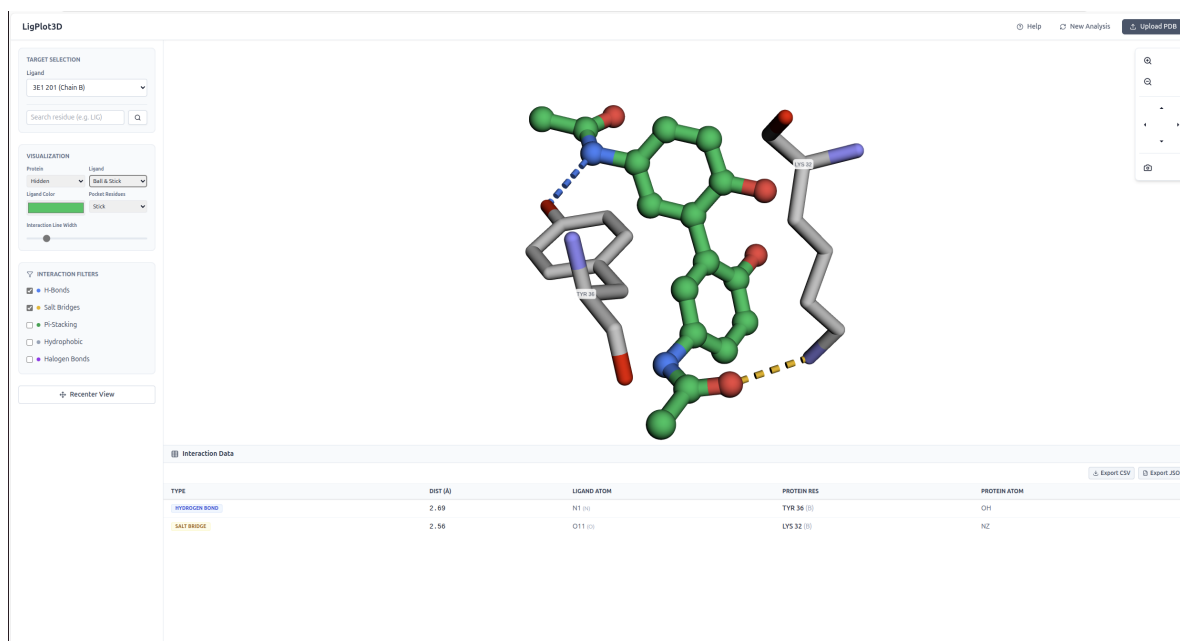 LigPlot3D
Help
New Analysis
Upload PDB
TARGET SELECTION
Ligand
3E1 201 (Chain B)
Search residue (e.g. LIG)
VISUALIZATION
Protein Ligand
Hidden Ball & Stick
Ligand Color Pocket Residues
Stick
Interaction Line Width
INTERACTION FILTERS
H-Bonds
Salt Bridges
Pi-Stacking
Hydrophobic
Halogen Bonds
Recenter View
LYS 32
TYR 36
Interaction Data
Export CSV Export JSO
TYPE DIST (Å) LIGAND ATOM PROTEIN RES PROTEIN ATOM
HYDROGEN BOND 2.69 N1 (N) TYR 36 (B) OH
SALT BRIDGE 2.56 O11 (O) LYS 32 (B) NZ